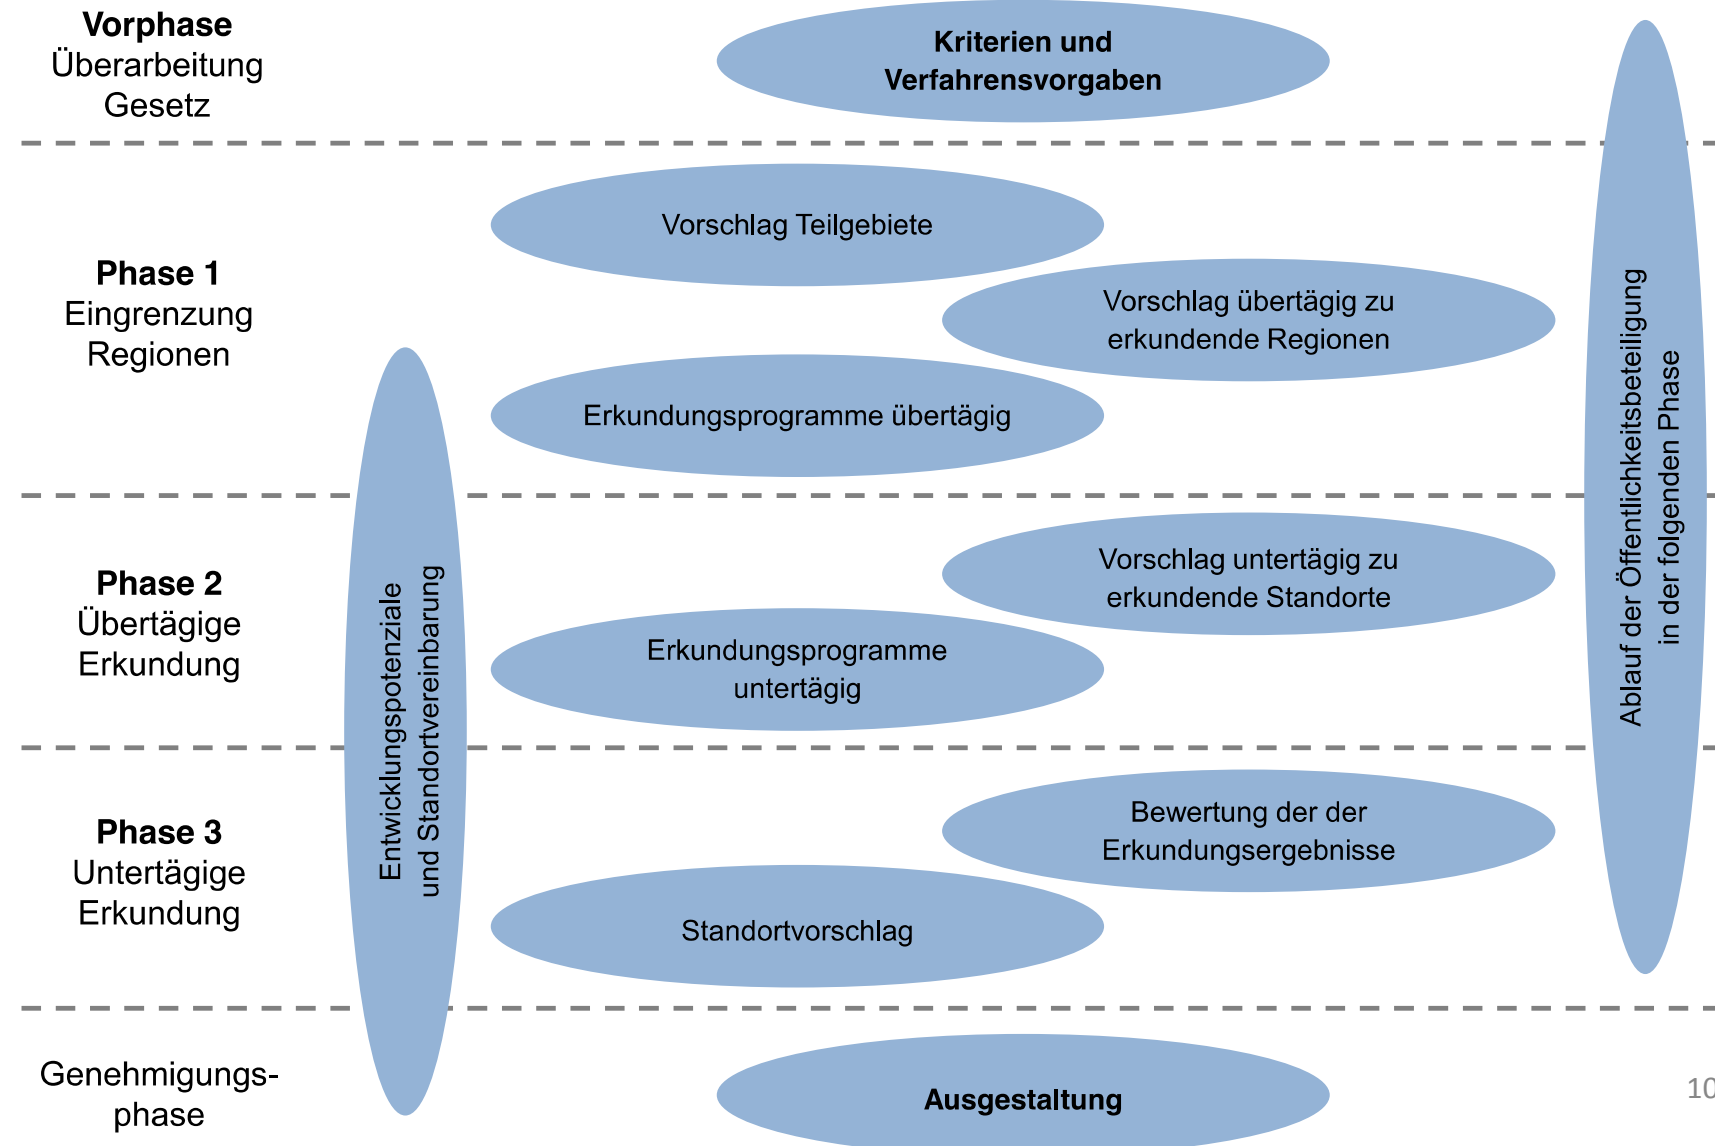 Vorphase
Überarbeitung
Gesetz
Kriterien und
Verfahrensvorgaben
Phase 1
Eingrenzung
Regionen
Vorschlag Teilgebiete
Vorschlag übertägig zu
erkundende Regionen
Erkundungsprogramme übertägig
Phase 2
Übertägige
Erkundung
Vorschlag untertägig zu
erkundende Standorte
Erkundungsprogramme
untertägig
Phase 3
Untertägige
Erkundung
Bewertung der der
Erkundungsergebnisse
Standortvorschlag
Entwicklungspotenziale
und Standortvereinbarung
Ablauf der Öffentlichkeitsbeteiligung
in der folgenden Phase
Genehmigungs-
phase
Ausgestaltung
10